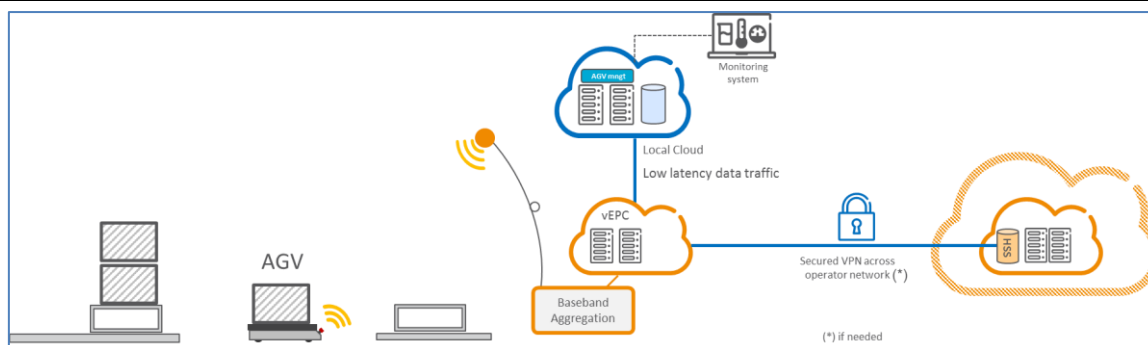 AGV mngt
Monitoring
system
Local Cloud
Low latency data traffic
vEPC
HSS
Secured VPN across
operator network (*)
AGV
Baseband
Aggregation
(*) if needed